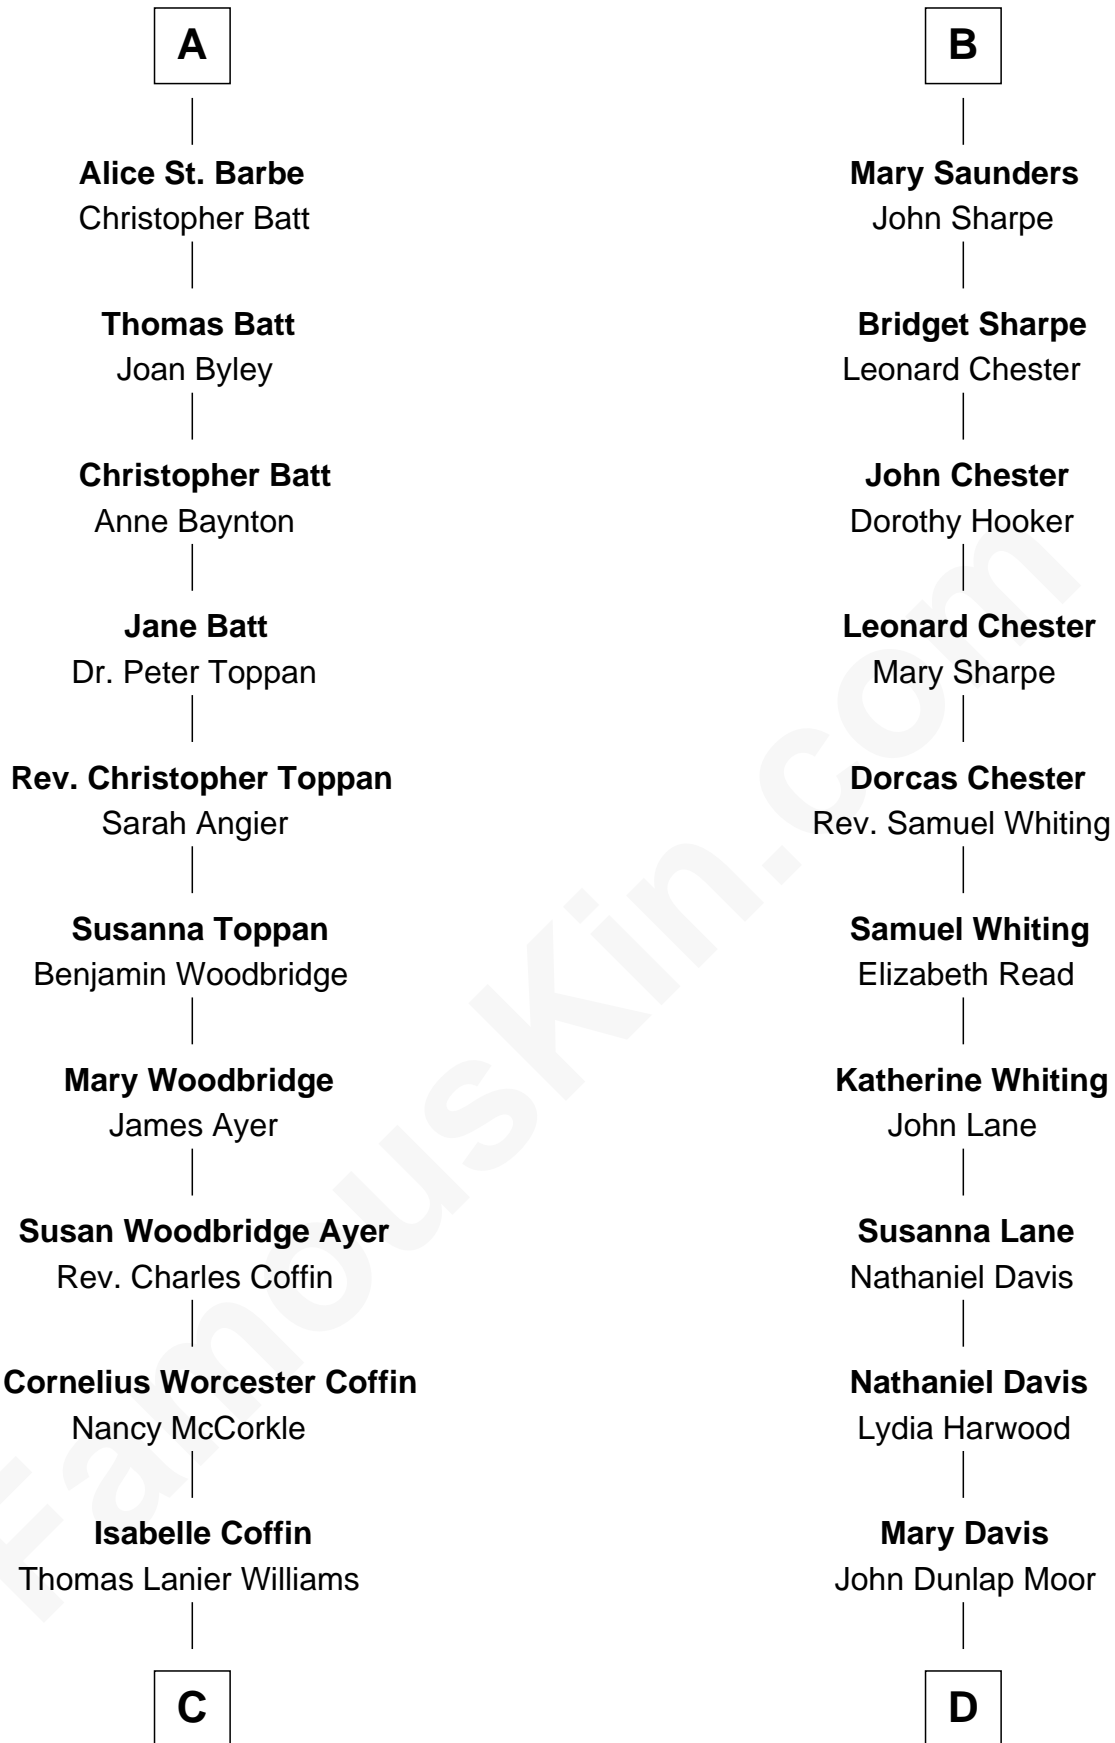 A
Alice St. Barbe
Christopher Batt
Thomas Batt
Joan Byley
Christopher Batt
Anne Baynton
Jane Batt
Dr. Peter Toppan
Rev. Christopher Toppan
Sarah Angier
Susanna Toppan
Benjamin Woodbridge
Mary Woodbridge
James Ayer
Susan Woodbridge Ayer
Rev. Charles Coffin
Cornelius Worcester Coffin
Nancy McCorkle
Isabelle Coffin
Thomas Lanier Williams
C
B
Mary Saunders
John Sharpe
Bridget Sharpe
Leonard Chester
John Chester
Dorothy Hooker
Leonard Chester
Mary Sharpe
Dorcas Chester
Rev. Samuel Whiting
Samuel Whiting
Elizabeth Read
Katherine Whiting
John Lane
Susanna Lane
Nathaniel Davis
Nathaniel Davis
Lydia Harwood
Mary Davis
John Dunlap Moor
D
FamousKin.com